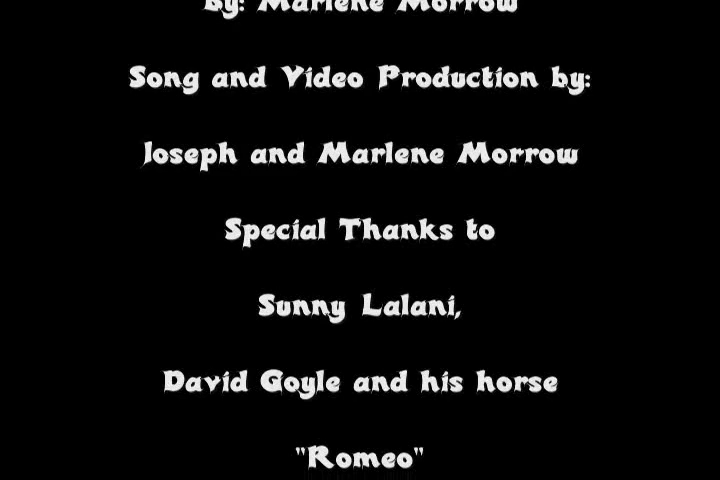 By: Marlene Morrow
Song and Video Production by:
Joseph and Marlene Morrow
Special Thanks to
Sunny Lalani,
David Goyle and his horse
"Romeo"